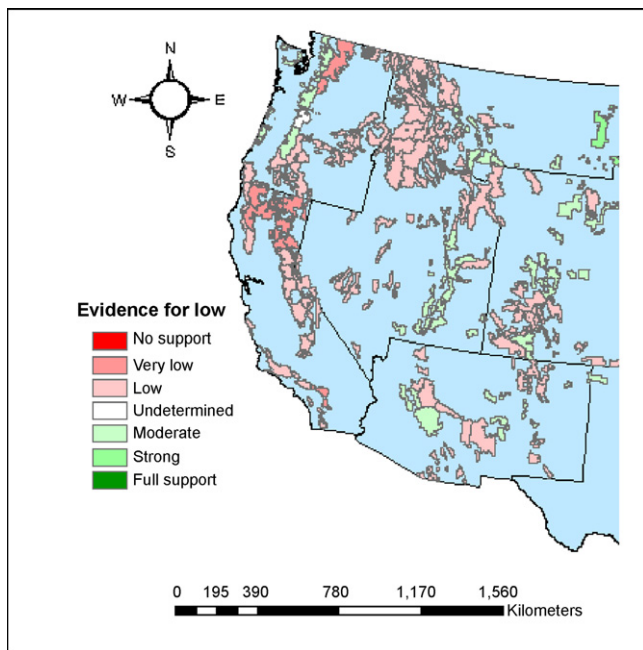 N
W E
S
Evidence for low
No support
Very low
Low
Undetermined
Moderate
Strong
Full support
0 195 390 780 1,170 1,560
Kilometers